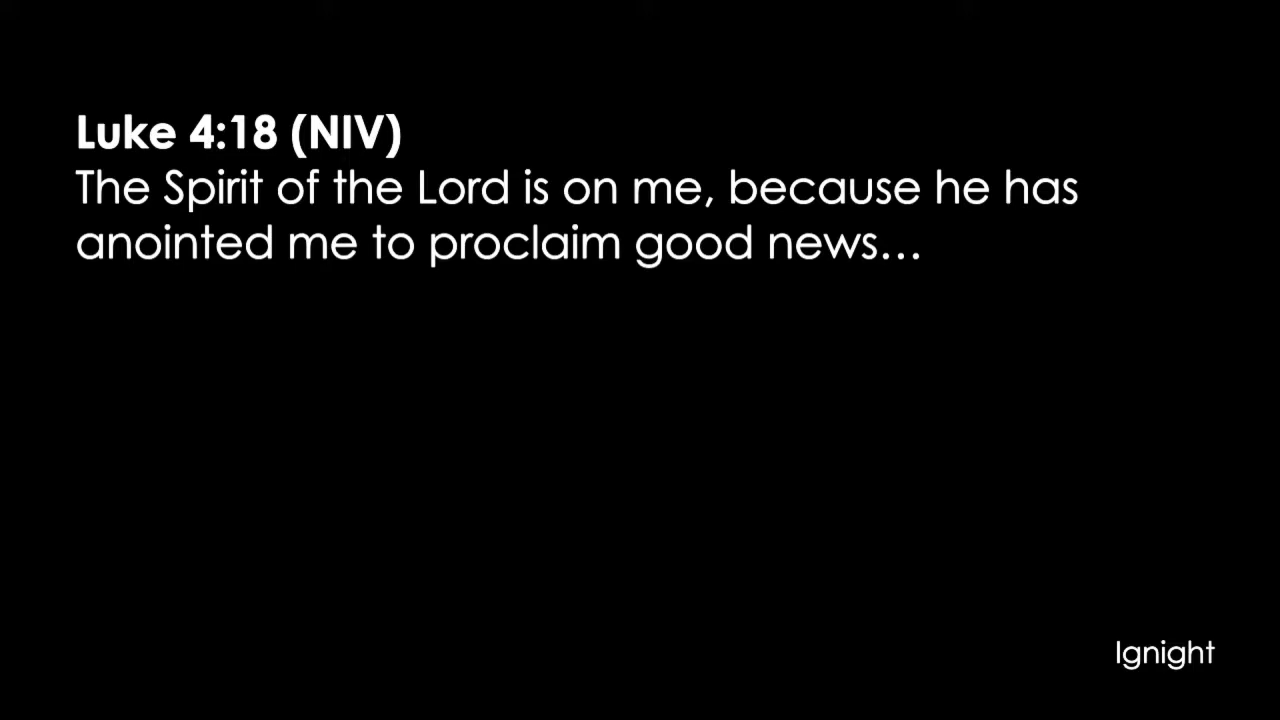 Luke 4:18 (NIV)
The Spirit of the Lord is on me, because he has
anointed me to proclaim good news...
Ignight